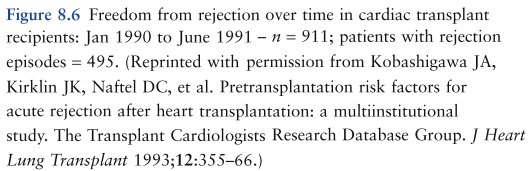 Figure 8.6 Freedom from rejection over time in cardiac transplant
recipients: Jan 1990 to June 1991 – n = 911; patients with rejection
episodes = 495. (Reprinted with permission from Kobashigawa JA,
Kirklin JK, Naftel DC, et al. Pretransplantation risk factors for
acute rejection after heart transplantation: a multiinstitutional
study. The Transplant Cardiologists Research Database Group. J Heart
Lung Transplant 1993;12:355–66.)